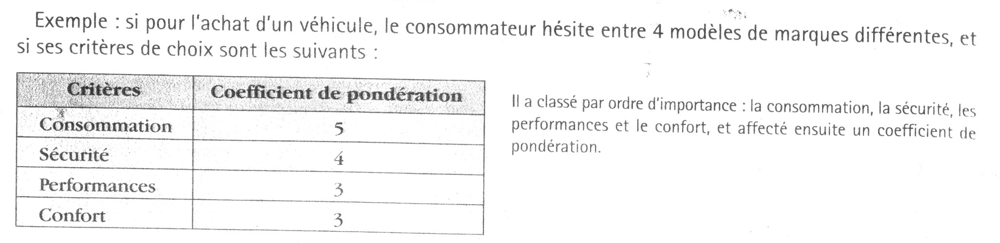 Exemple : si pour l'achat d'un véhicule, le consommateur hésite entre 4 modèles de marques différentes, et
si ses critères de choix sont les suivants :
Critères Coefficient de pondération
Consommation 5
Sécurité 4
Performances 3
Confort 3
Il a classé par ordre d'importance : la consommation, la sécurité, les
performances et le confort, et affecté ensuite un coefficient de
pondération.